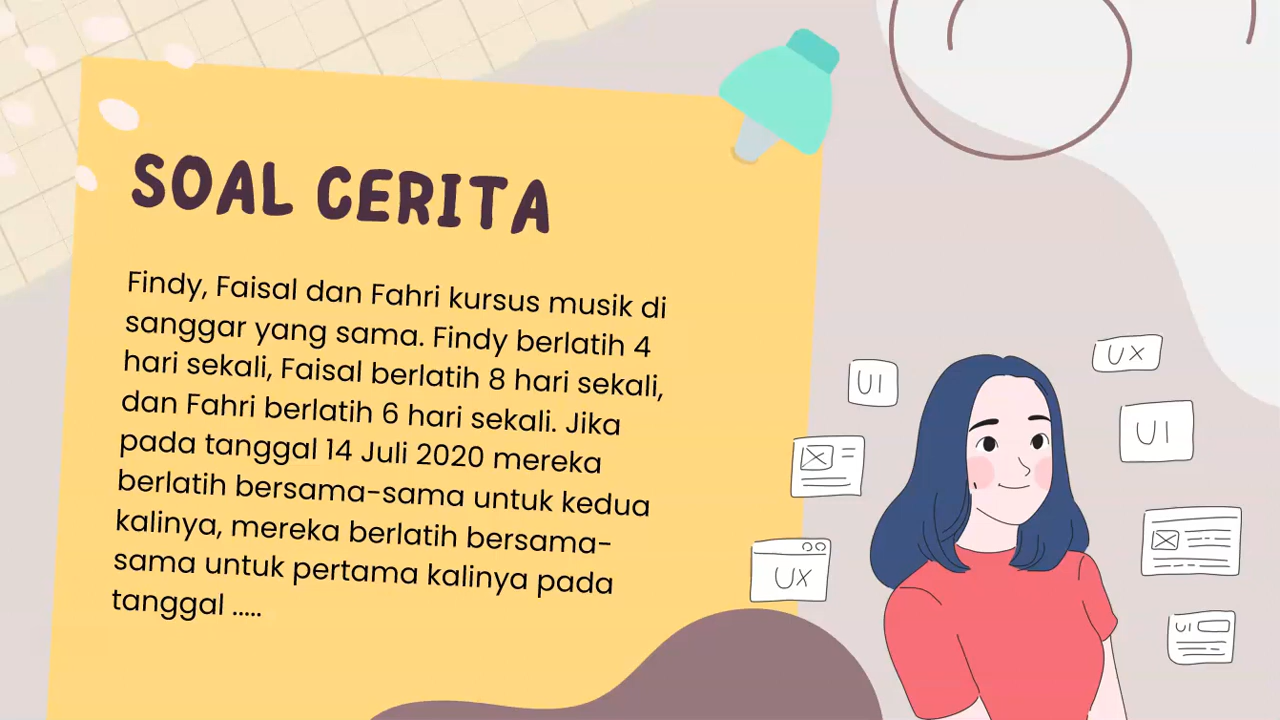 SOAL CERITA
Findy, Faisal dan Fahri kursus musik di
sanggar yang sama. Findy berlatih 4
hari sekali, Faisal berlatih 8 hari sekali,
dan Fahri berlatih 6 hari sekali. Jika
pada tanggal 14 Juli 2020 mereka
berlatih bersama-sama untuk kedua
kalinya, mereka berlatih bersama-
sama untuk pertama kalinya pada
tanggal .....
UX
UI
UI
UX
UI